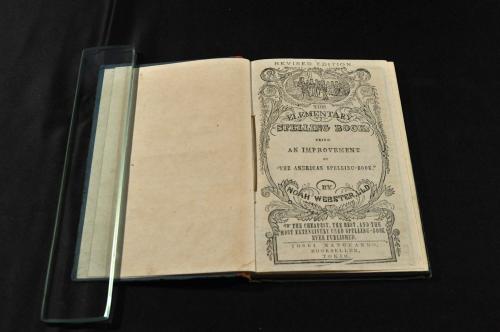 REVISED EDITION.
THE
ELEMENTARY
SPELLING BOOK
BEING
AN IMPROVEMENT
ON
"THE AMERICAN SPELLING-BOOK."
BY
NOAH WEBSTER, LL.D.
THE CHEAPEST, THE BEST, AND THE
MOST EXTENSIVELY USED SPELLING-BOOK
EVER PUBLISHED.
BOOKSELLER,
TOKIO.